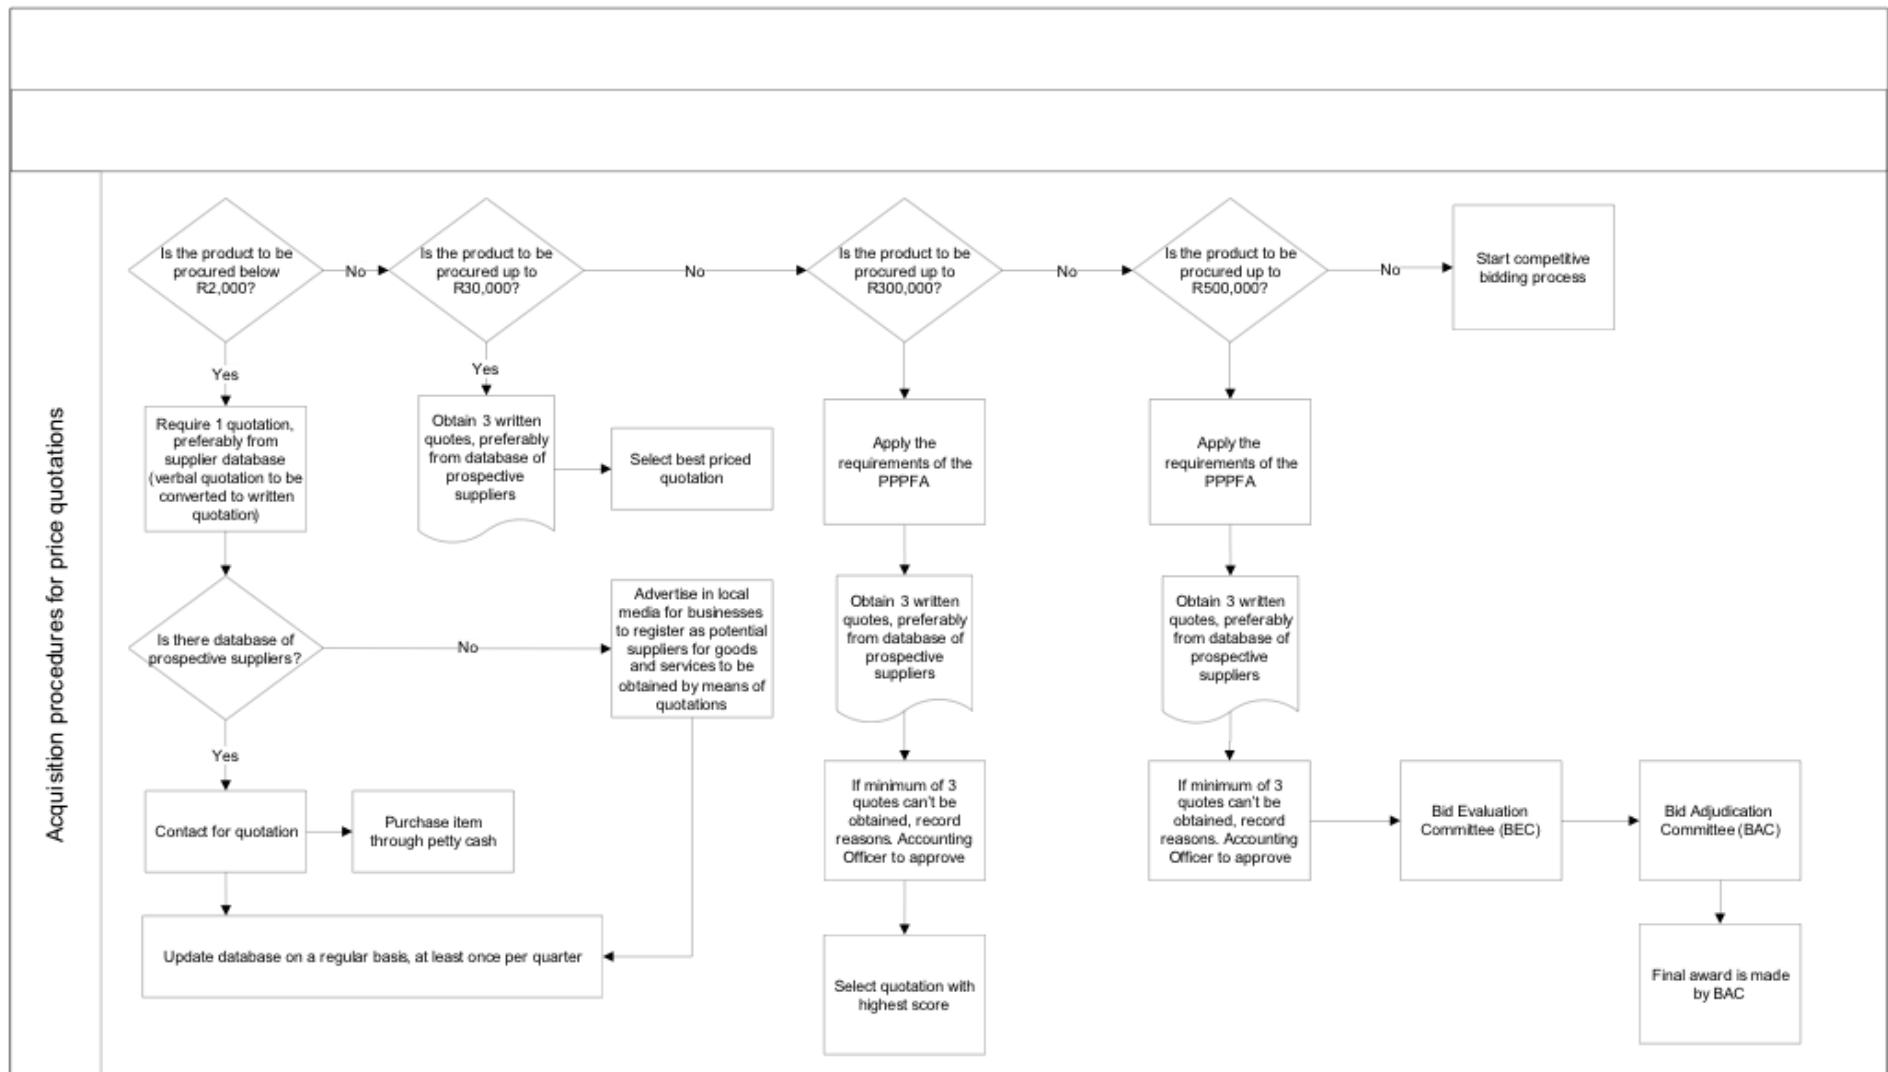 Acquisition procedures for price quotations
Is the product to be
procured below
R2,000?
No
Is the product to be
procured up to
R30,000?
No
Is the product to be
procured up to
R300,000?
No
Is the product to be
procured up to
R500,000?
No
Start competitive
bidding process
Yes
Yes
Require 1 quotation,
preferably from
supplier database
(verbal quotation to be
converted to written
quotation)
Obtain 3 written
quotes, preferably
from database of
prospective
suppliers
Select best priced
quotation
Apply the
requirements of the
PPPFA
Apply the
requirements of the
PPPFA
Is there database of
prospective suppliers?
No
Advertise in local
media for businesses
to register as potential
suppliers for goods
and services to be
obtained by means of
quotations
Obtain 3 written
quotes, preferably
from database of
prospective
suppliers
Obtain 3 written
quotes, preferably
from database of
prospective
suppliers
Yes
Contact for quotation
Purchase item
through petty cash
If minimum of 3
quotes can't be
obtained, record
reasons. Accounting
Officer to approve
If minimum of 3
quotes can't be
obtained, record
reasons. Accounting
Officer to approve
Bid Evaluation
Committee (BEC)
Bid Adjudication
Committee (BAC)
Update database on a regular basis, at least once per quarter
Select quotation with
highest score
Final award is made
by BAC